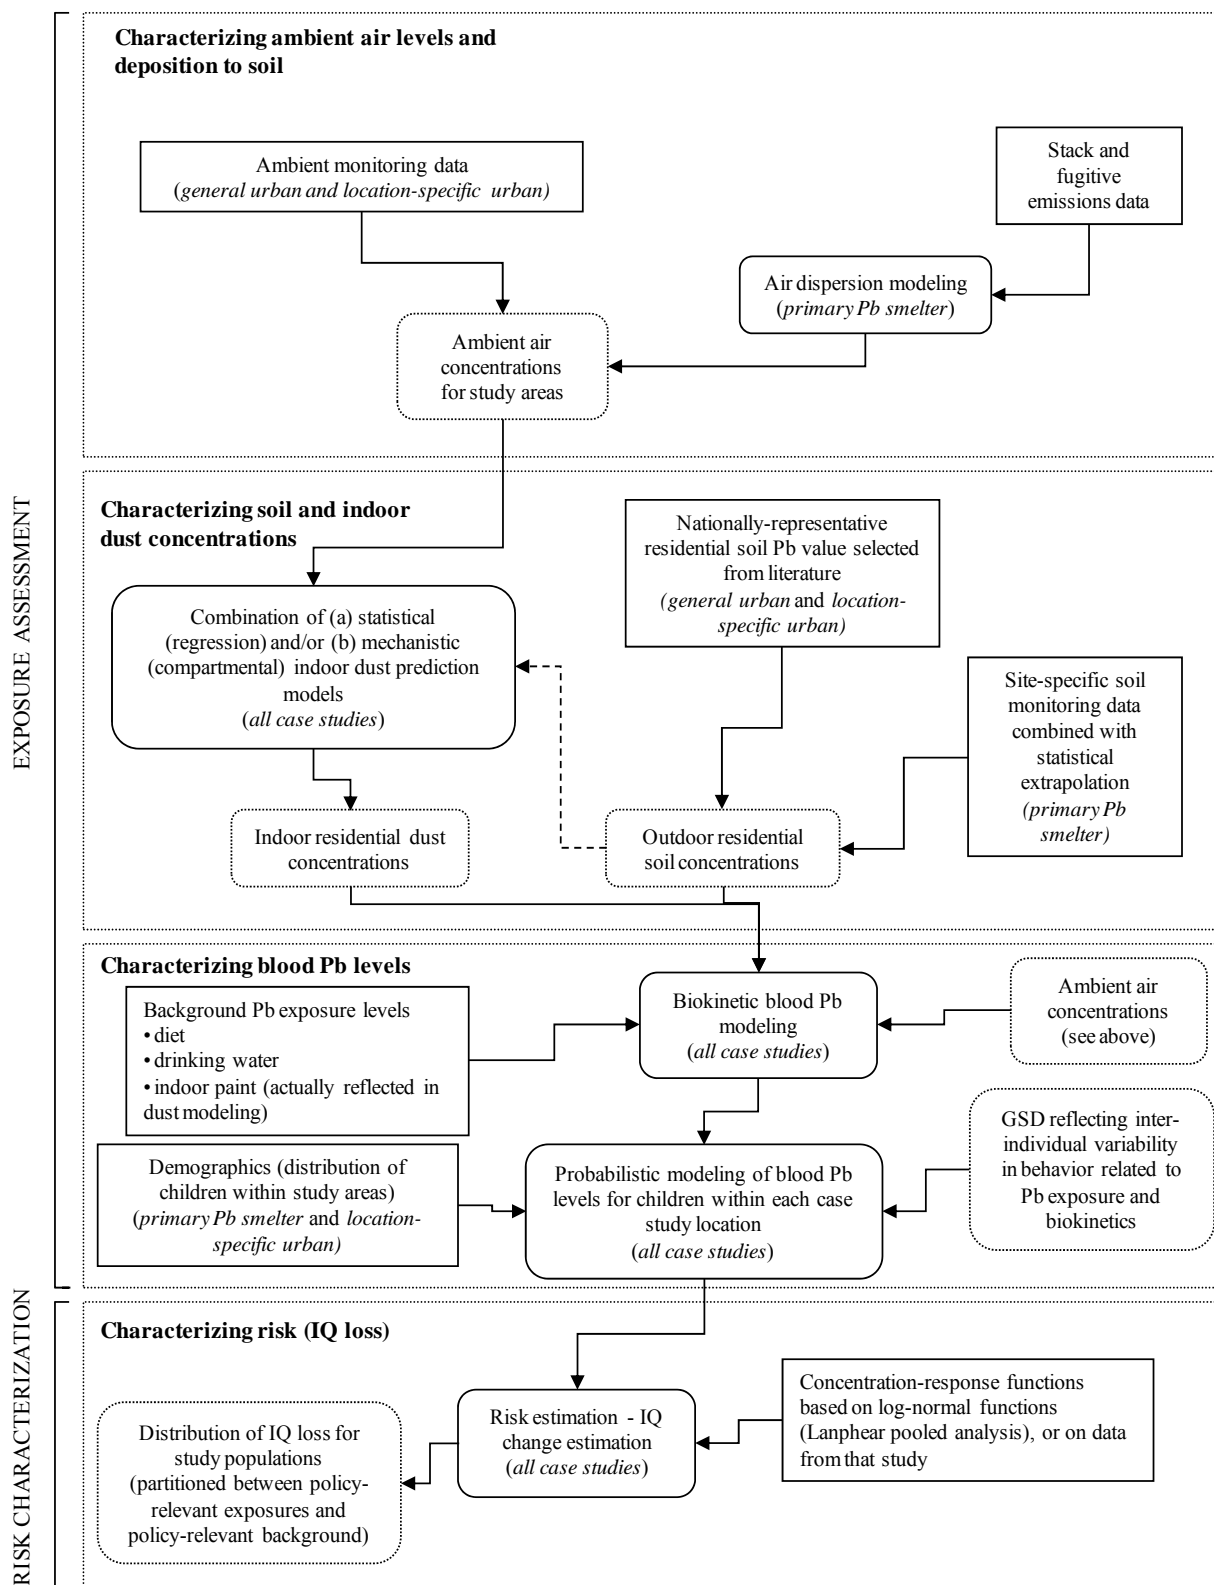 Characterizing ambient air levels and
deposition to soil
Ambient monitoring data
(general urban and location-specific urban)
Stack and
fugitive
emissions data
Air dispersion modeling
(primary Pb smelter)
Ambient air
concentrations
for study areas
EXPOSURE ASSESSMENT
Characterizing soil and indoor
dust concentrations
Nationally-representative
residential soil Pb value selected
from literature
(general urban and location-
specific urban)
Combination of (a) statistical
(regression) and/or (b) mechanistic
(compartmental) indoor dust prediction
models
(all case studies)
Site-specific soil
monitoring data
combined with
statistical
extrapolation
(primary Pb
smelter)
Indoor residential dust
concentrations
Outdoor residential
soil concentrations
Characterizing blood Pb levels
Background Pb exposure levels
• diet
• drinking water
• indoor paint (actually reflected in
dust modeling)
Biokinetic blood Pb
modeling
(all case studies)
Ambient air
concentrations
(see above)
Demographics (distribution of
children within study areas)
(primary Pb smelter and location-
specific urban)
Probabilistic modeling of blood Pb
levels for children within each case
study location
(all case studies)
GSD reflecting inter-
individual variability
in behavior related to
Pb exposure and
biokinetics
RISK CHARACTERIZATION
Characterizing risk (IQ loss)
Distribution of IQ loss for
study populations
(partitioned between policy-
relevant exposures and
policy-relevant background)
Risk estimation - IQ
change estimation
(all case studies)
Concentration-response functions
based on log-normal functions
(Lanphear pooled analysis), or on data
from that study